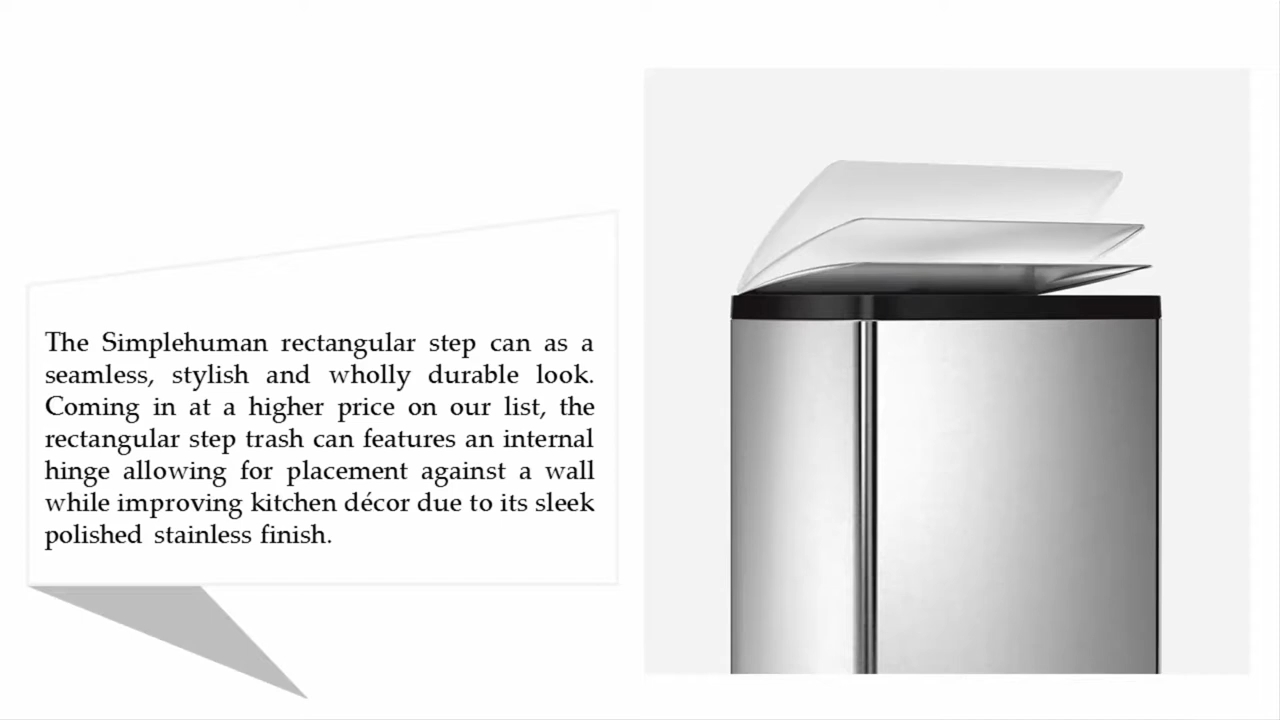 The Simplehuman rectangular step can as a
seamless, stylish and wholly durable look.
Coming in at a higher price on our list, the
rectangular step trash can features an internal
hinge allowing for placement against a wall
while improving kitchen décor due to its sleek
polished stainless finish.